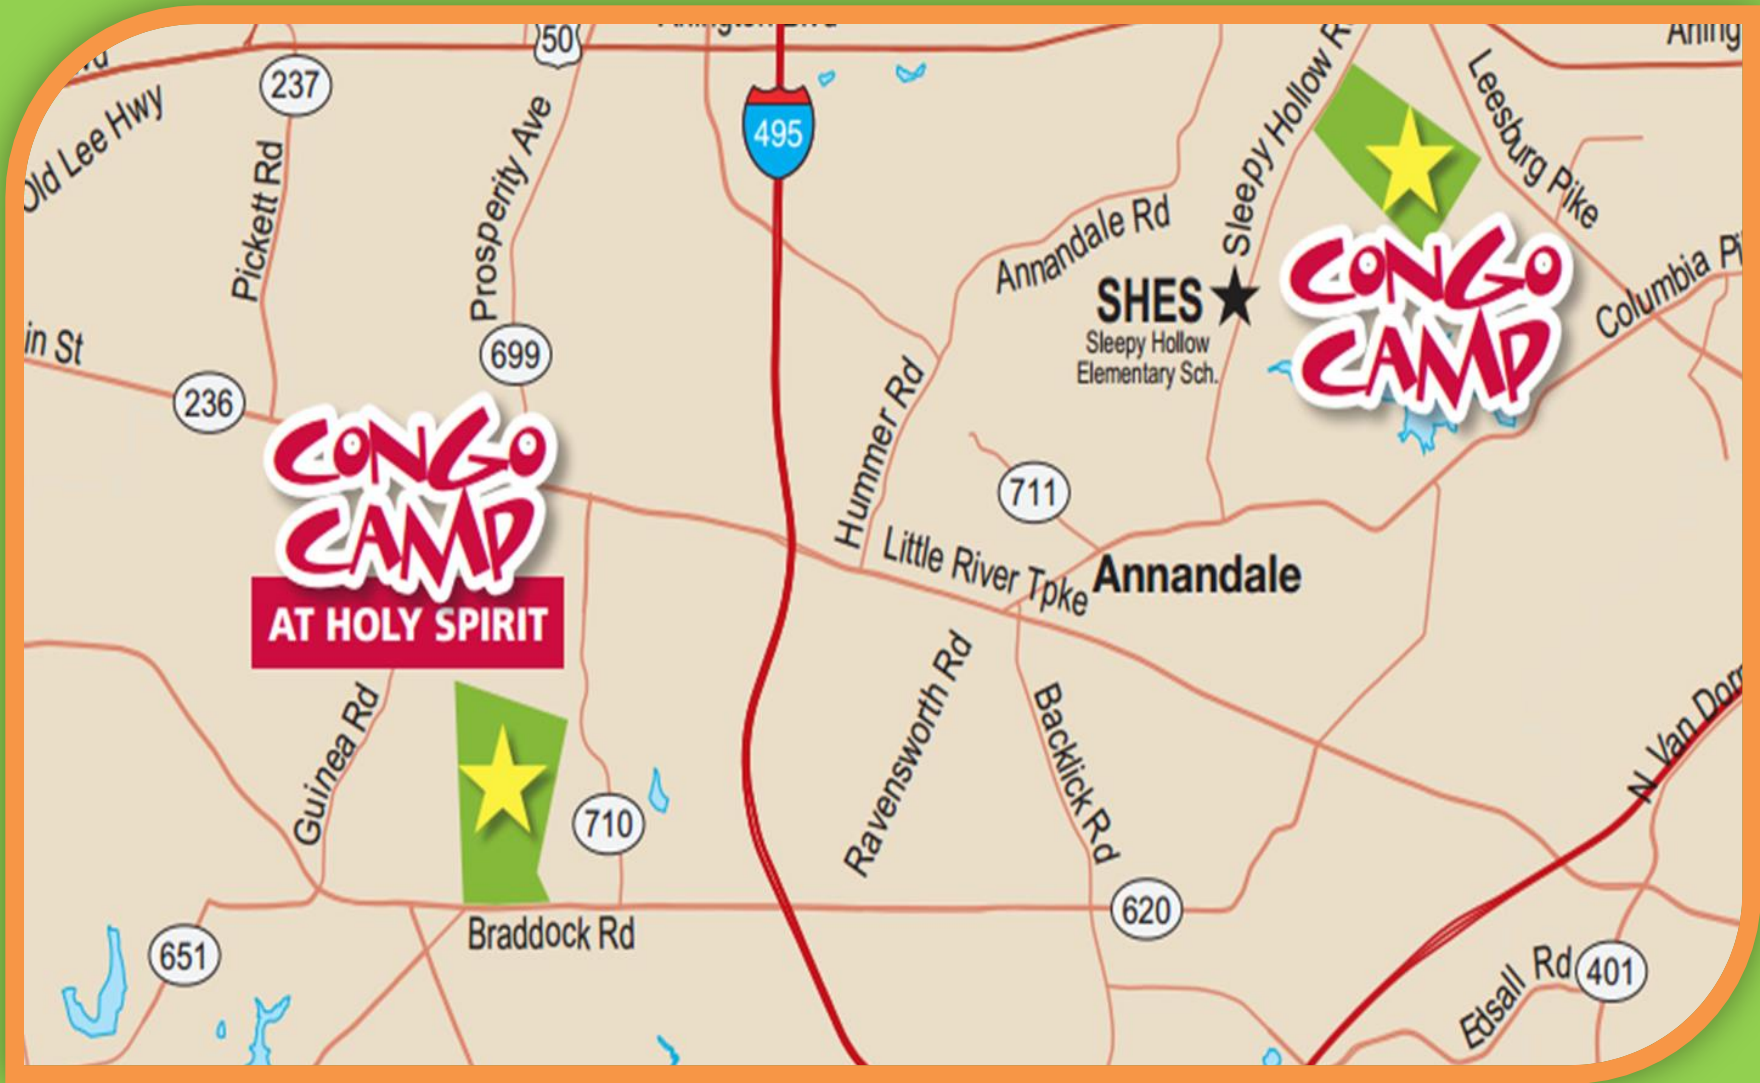 50
237
Old Lee Hwy
Pickett Rd
Prosperity Ave
495
Sleepy Hollow
Leesburg Pike
Annandale Rd
SHES
Sleepy Hollow
Elementary Sch.
CONGO
CAMP
Columbia
in St
699
236
CONGO
CAMP
AT HOLY SPIRIT
Hummer Rd
711
Little River Tpke
Annandale
Guinea Rd
Ravensworth Rd
Backlick Rd
N. Van Dorn
710
620
Braddock Rd
651
Edsall Rd
401